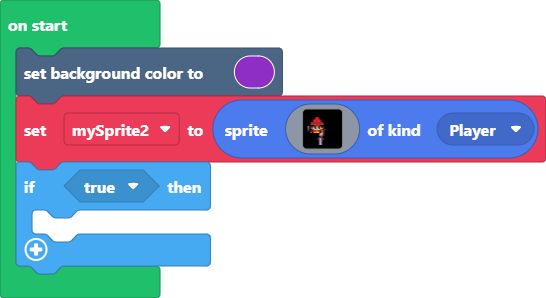 on start
set background color to
set mySprite2 to sprite of kind Player
if true then